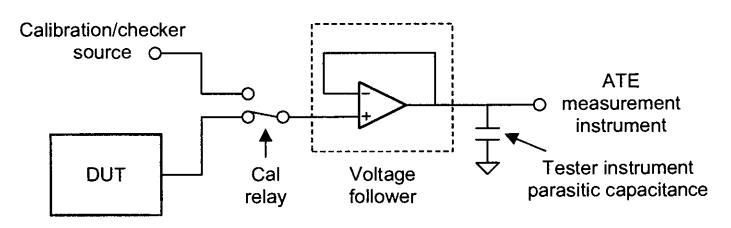 Calibration/checker
source
DUT
Cal
relay
−
+
Voltage
follower
ATE
measurement
instrument
Tester instrument
parasitic capacitance